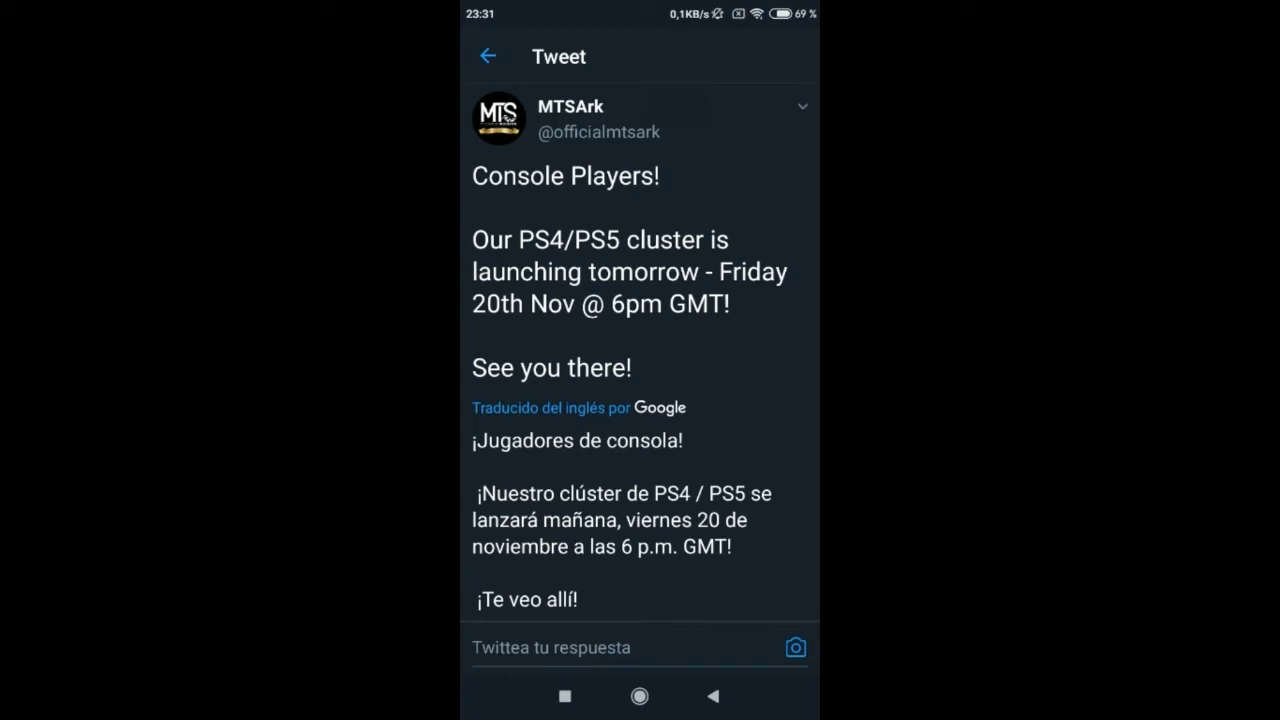 23:31
0,1KB/s
69 %
Tweet
MTS
MTSArk
@officialmtsark
Console Players!
Our PS4/PS5 cluster is
launching tomorrow - Friday
20th Nov @ 6pm GMT!
See you there!
Traducido del inglés por Google
¡Jugadores de consola!
¡Nuestro clúster de PS4 / PS5 se
lanzará mañana, viernes 20 de
noviembre a las 6 p.m. GMT!
¡Te veo allí!
Twittea tu respuesta